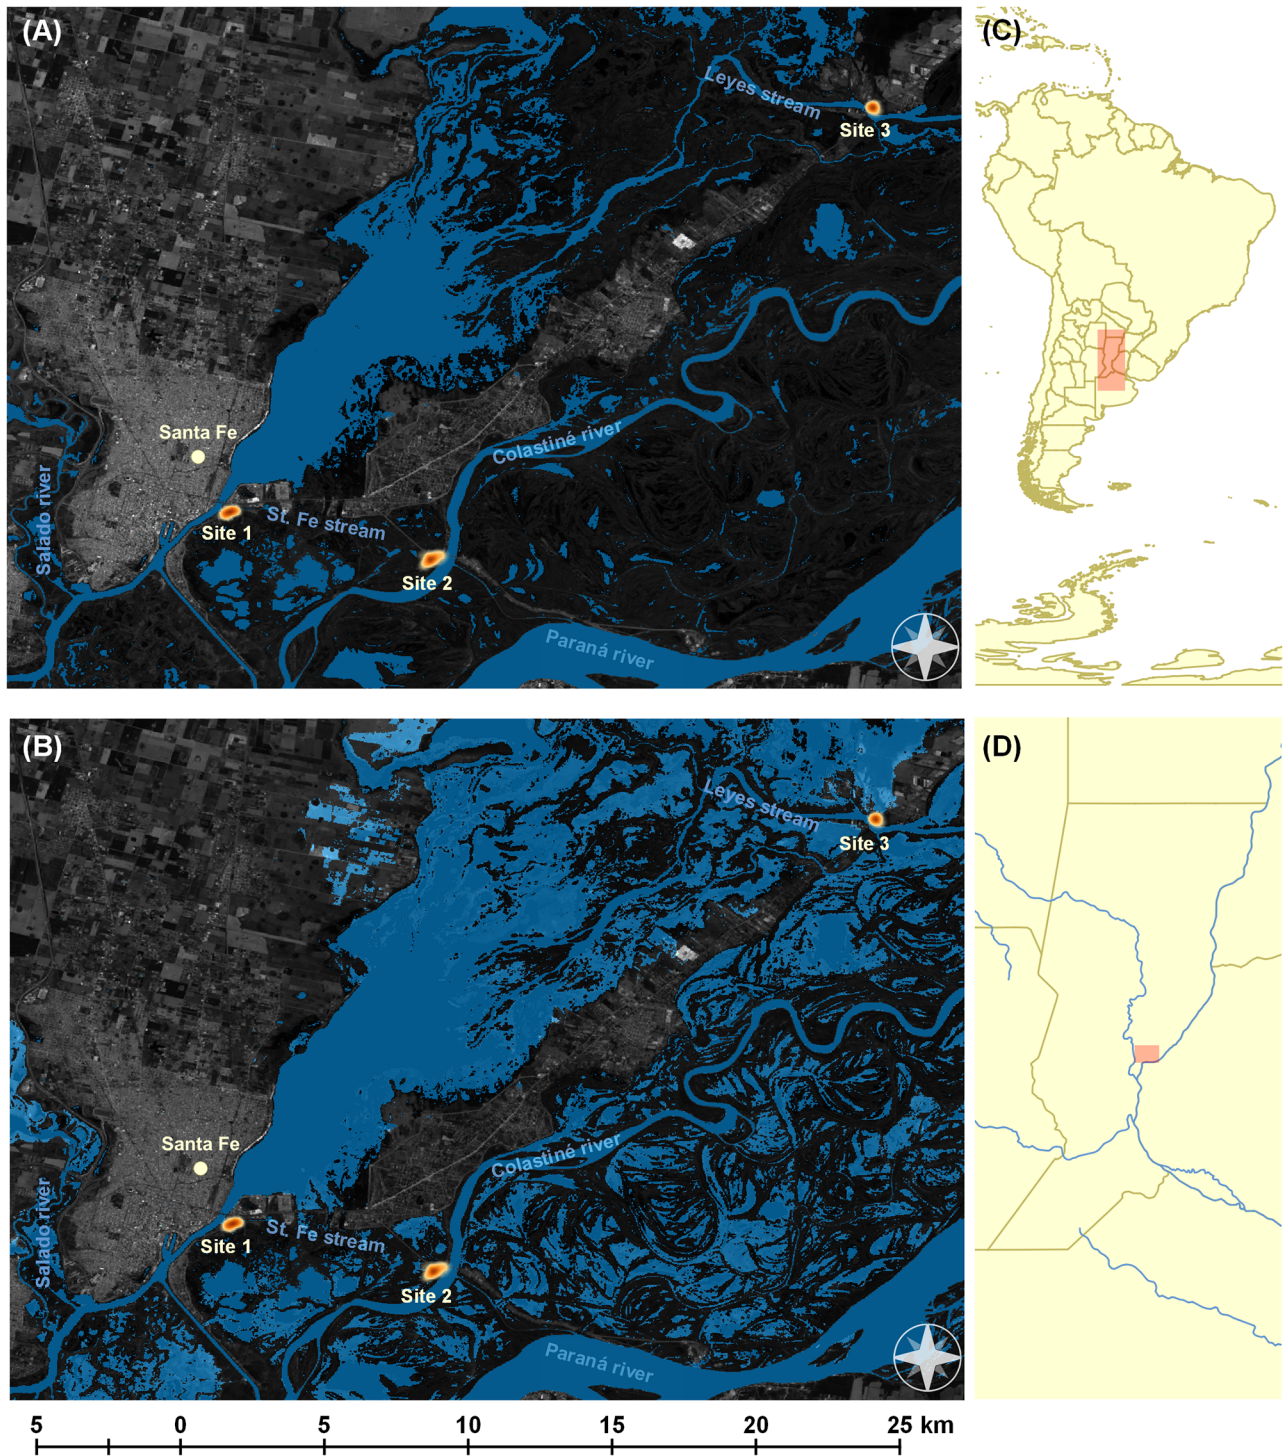 (A)
Leyes stream
Site 3
Santa Fe
Colastiné river
Salado river
Site 1
St. Fe stream
Site 2
Paraná river
(C)
(B)
Leyes stream
Site 3
Santa Fe
Colastiné river
Salado river
Site 1
St. Fe stream
Site 2
Paraná river
(D)
5 0 5 10 15 20 25 km